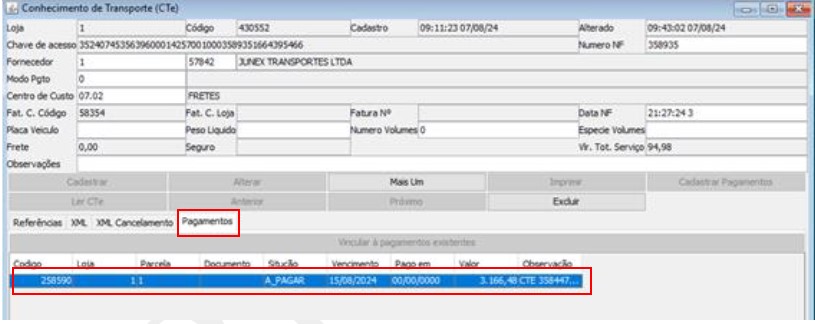 Conhecimento de Transporte (CTe)
Loja 1 Código 430552 Cadastro 09:11:23 07/08/24 Alterado 09:43:02 07/08/24
Chave de acesso 35240745356396000142570010003589351664395466 Numero NF 358935
Fornecedor 1 57842 JUNEX TRANSPORTES LTDA
Modo Pgto 0
Centro de Custo 07.02 FRETES
Fat. C. Código 58354 Fat. C. Loja Fatura Nº Data NF 21:27:24 3
Placa Veiculo Peso Liquido Numero Volumes 0 Especie Volumes
Frete 0,00 Seguro Vlr. Tot. Serviço 94,98
Observações
Cadastrar Alterar Mais Um Imprimir Cadastrar Pagamentos
Ler CTe Anterior Próximo Excluir
Referências XML XML Cancelamento Pagamentos
Vincular à pagamentos existentes
Codigo Loja Parcela Documento Situcão Vencimento Pago em Valor Observação
258590 1 1 A_PAGAR 15/08/2024 00/00/0000 3.166,48 CTE 358447,...